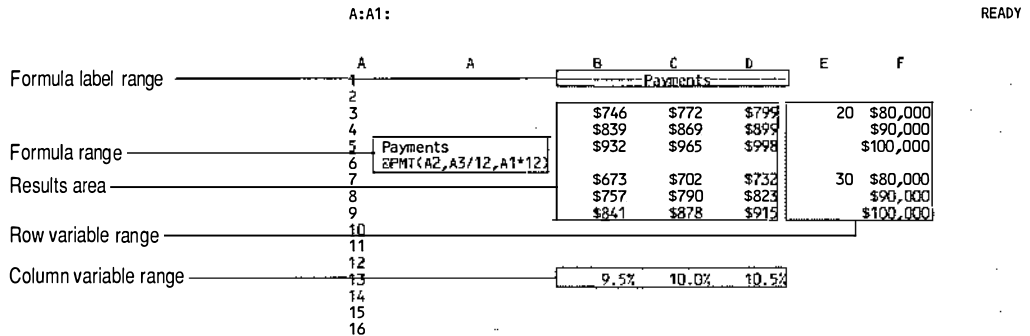 A:A1: READY
A A B C D E F
Formula label range 1 Payments
2
3 $746 $772 $799 20 $80,000
4 $839 $869 $899 $90,000
Formula range 5 Payments $932 $965 $998 $100,000
6 @PMT(A2,A3/12,A1*12)
Results area 7 $673 $702 $732 30 $80,000
8 $757 $790 $823 $90,000
9 $841 $878 $915 $100,000
Row variable range 10
11
12
Column variable range 13 9.5% 10.0% 10.5%
14
15
16